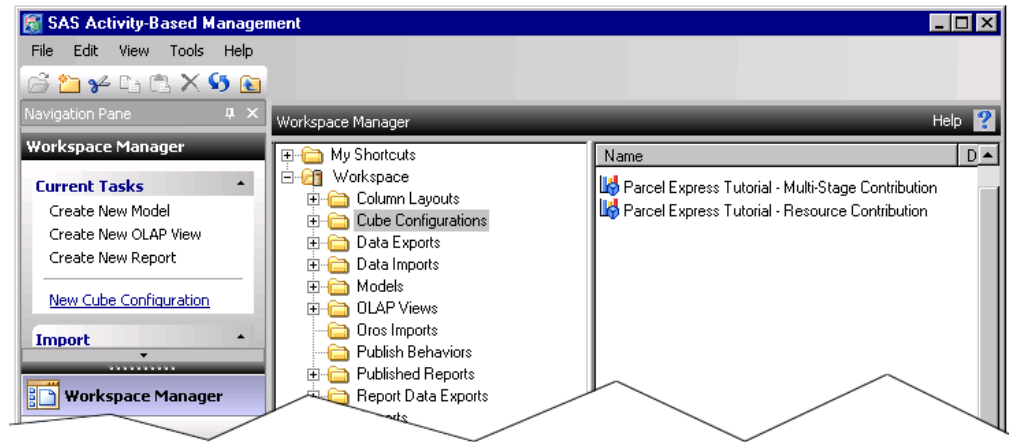 SAS Activity-Based Management
File Edit View Tools Help
Navigation Pane
Workspace Manager
Current Tasks
Create New Model
Create New OLAP View
Create New Report
New Cube Configuration
Import
Workspace Manager
Workspace Manager Help ?
My Shortcuts
Workspace
Column Layouts
Cube Configurations
Data Exports
Data Imports
Models
OLAP Views
Oros Imports
Publish Behaviors
Published Reports
Report Data Exports
Name D
Parcel Express Tutorial - Multi-Stage Contribution
Parcel Express Tutorial - Resource Contribution